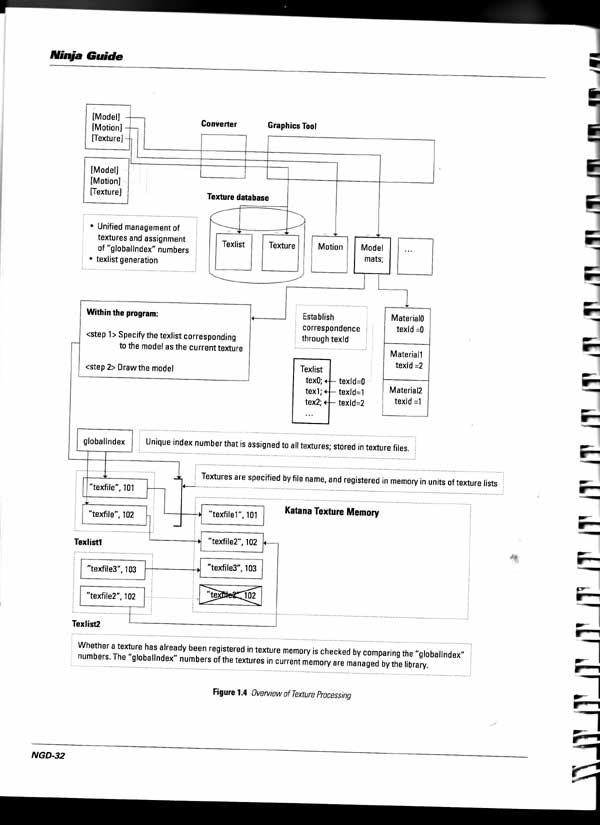 Ninja Guide
[Model]
[Motion]
[Texture]
Converter
Graphics Tool
[Model]
[Motion]
[Texture]
Texture database
• Unified management of
textures and assignment
of "globalIndex" numbers
• texlist generation
Texlist
Texture
Motion
Model
mats;
...
Within the program:
<step 1> Specify the texlist corresponding
to the model as the current texture
<step 2> Draw the model
Establish
correspondence
through texId
Material0
texId =0
Material1
texId =2
Material2
texId =1
Texlist
tex0; texId=0
tex1; texId=1
tex2; texId=2
...
globalIndex
Unique index number that is assigned to all textures; stored in texture files.
Textures are specified by file name, and registered in memory in units of texture lists
"texfile", 101
"texfile", 102
Texlist1
Katana Texture Memory
"texfile1", 101
"texfile2", 102
"texfile3", 103
"texfile2", 102
"texfile3", 103
"texfile2", 102
Texlist2
Whether a texture has already been registered in texture memory is checked by comparing the "globalIndex"
numbers. The "globalIndex" numbers of the textures in current memory are managed by the library.
Figure 1.4 Overview of Texture Processing
NGD-32